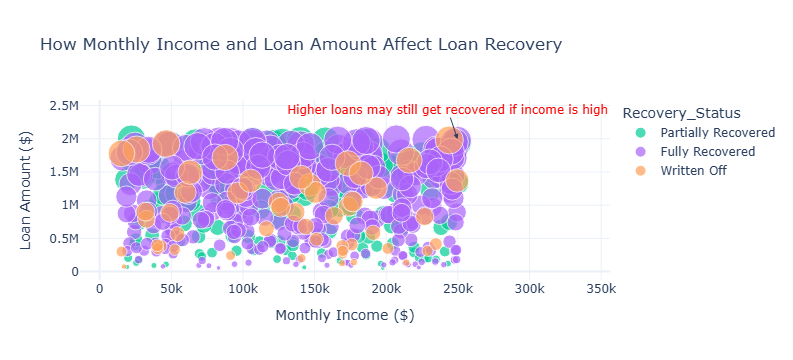 How Monthly Income and Loan Amount Affect Loan Recovery
Higher loans may still get recovered if income is high
Recovery_Status
Partially Recovered
Fully Recovered
Written Off
Loan Amount ($)
2.5M
2M
1.5M
1M
0.5M
0
0
50k
100k
150k
200k
250k
300k
350k
Monthly Income ($)